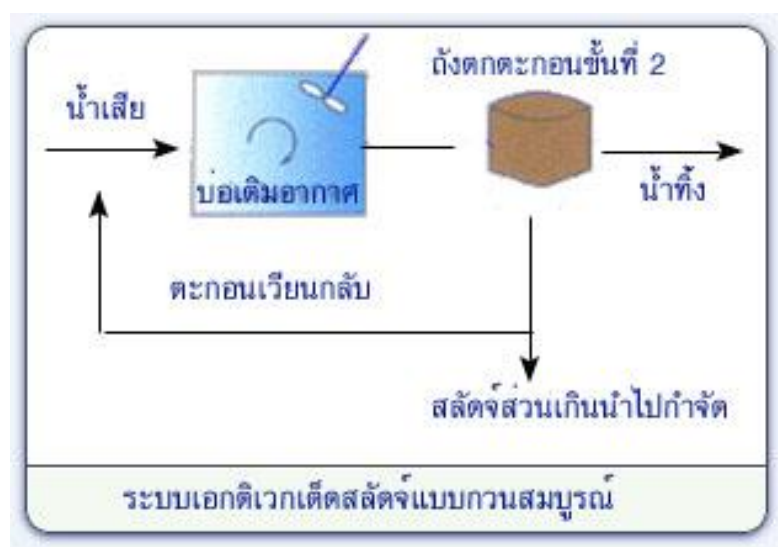 ถังตกตะกอนขั้นที่ 2
น้ำเสีย
บ่อเติมอากาศ
น้ำทิ้ง
ตะกอนเวียนกลับ
สลัดจ์ส่วนเกินนำไปกำจัด
ระบบเอกติเวกเต็ดสลัดจ์แบบกวนสมบูรณ์